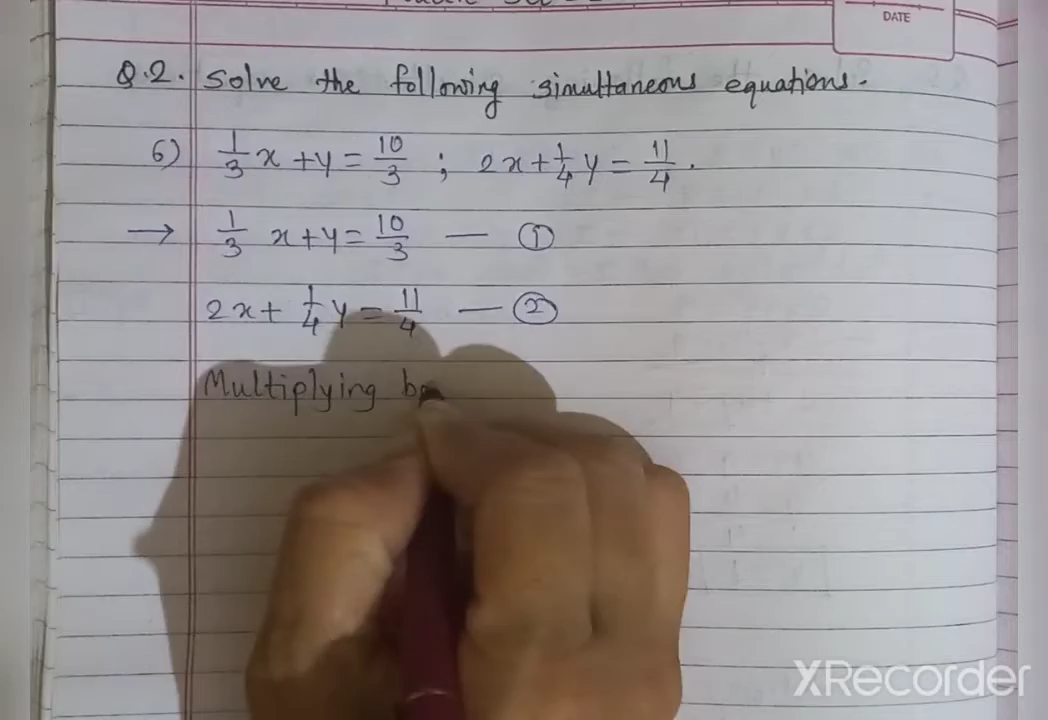 DATE
Q.2. Solve the following simultaneous equations.
6) 1/3 x + y = 10/3 ; 2x + 1/4 y = 11/4.
→ 1/3 x + y = 10/3 — ①
2x + 1/4 y = 11/4 — ②
Multiplying
XRecorder